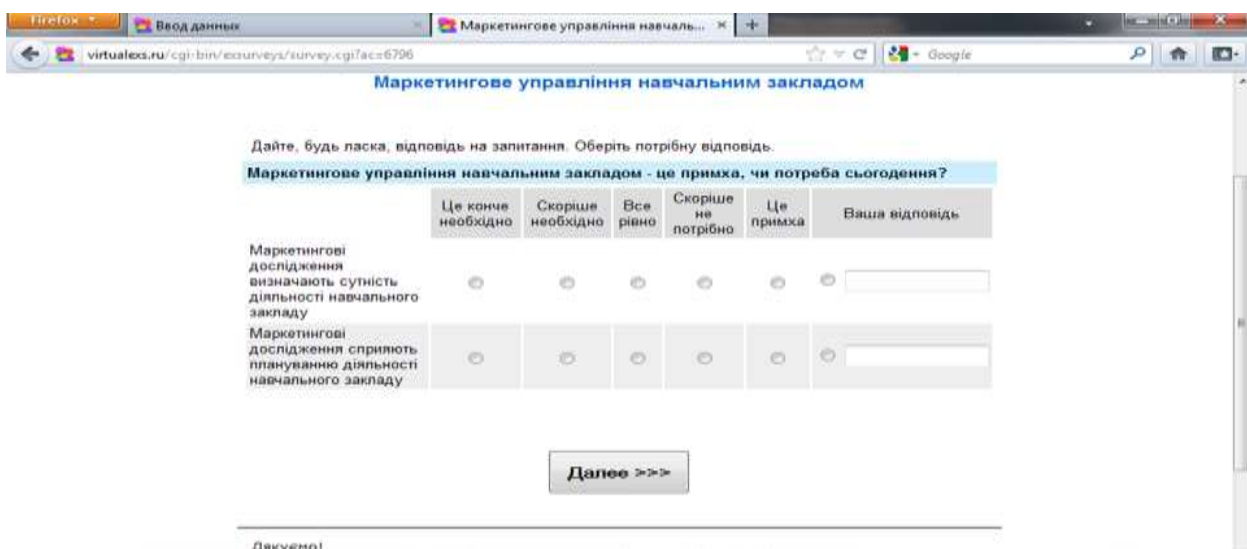 Firefox
Ввод данных
Маркетингове управління навчаль...
virtualexs.ru/cgi-bin/exsurveys/survey.cgi?ac=6796
Google
Маркетингове управління навчальним закладом
Дайте, будь ласка, відповідь на запитання. Оберіть потрібну відповідь.
Маркетингове управління навчальним закладом - це примха, чи потреба сьогодення?
Це конче
необхідно
Скоріше
необхідно
Все
рівно
Скоріше
не
потрібно
Це
примха
Ваша відповідь
Маркетингові
дослідження
визначають сутність
діяльності навчального
закладу
Маркетингові
дослідження сприяють
плануванню діяльності
навчального закладу
Далее >>>
Дякуємо!